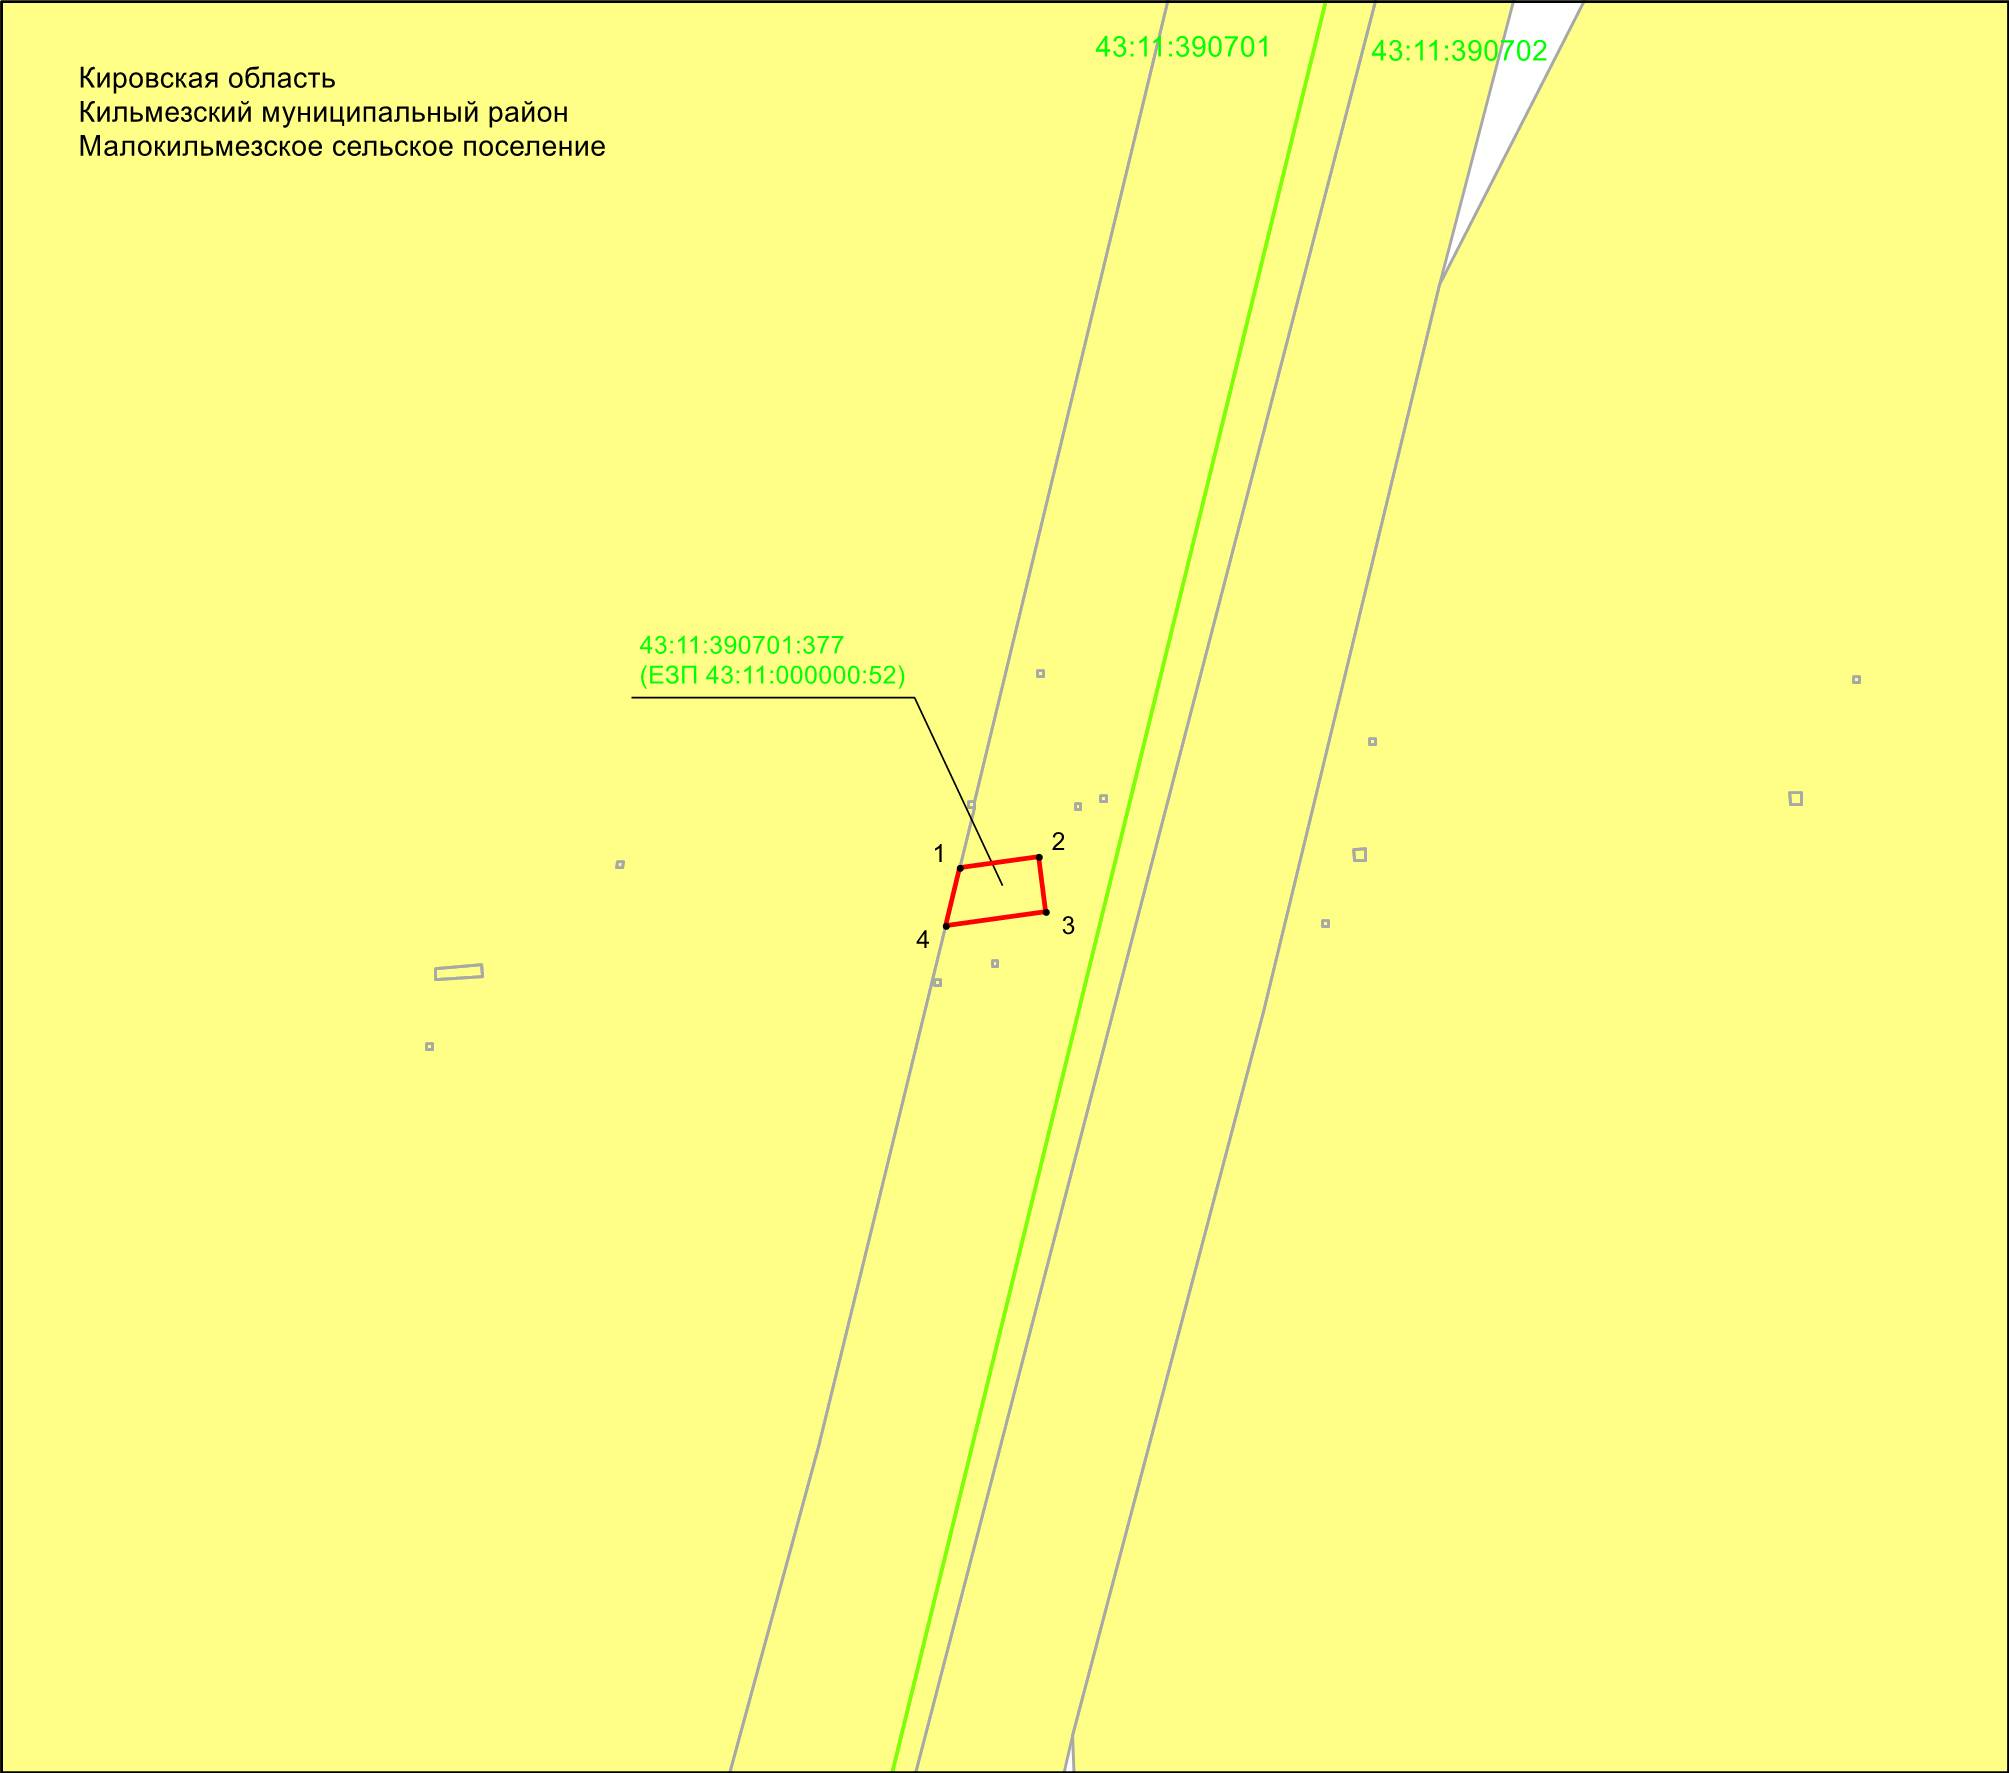 43:11:390701
43:11:390702
Кировская область
Кильмезский муниципальный район
Малокильмезское сельское поселение
43:11:390701:377
(ЕЗП 43:11:000000:52)
1
2
3
4